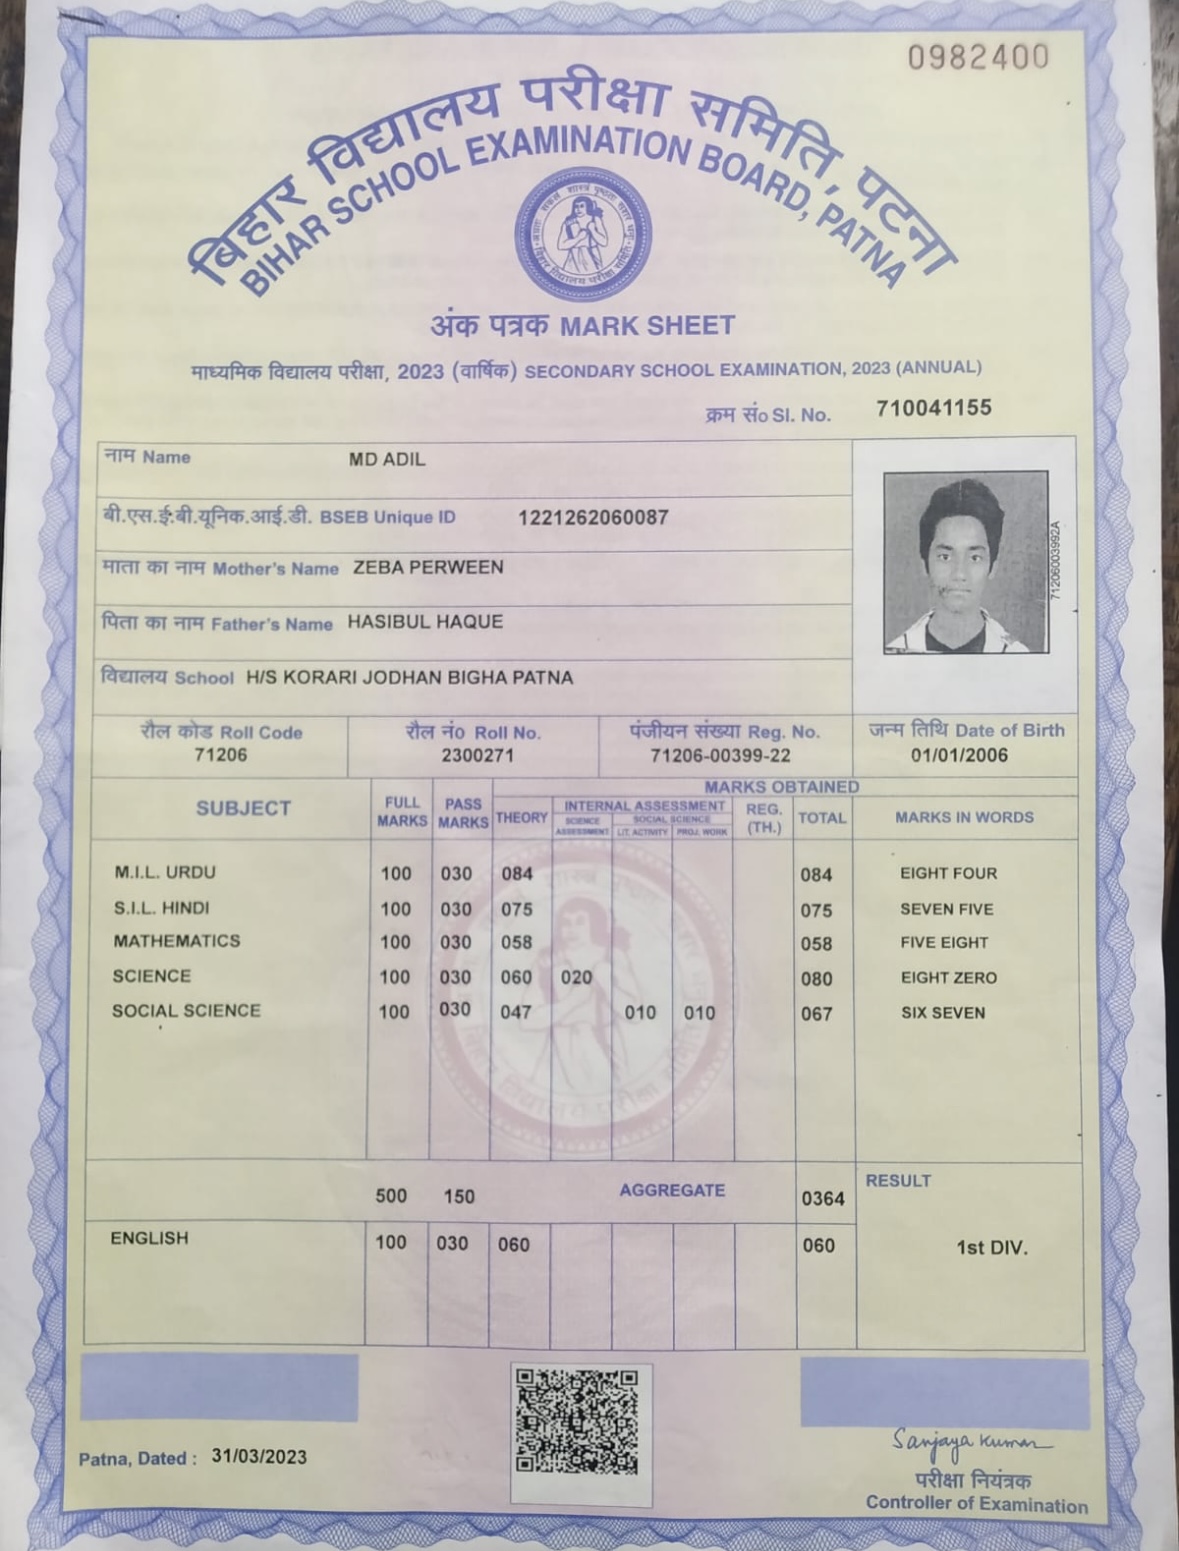 0982400
बिहार विद्यालय परीक्षा समिति, पटना
BIHAR SCHOOL EXAMINATION BOARD, PATNA
अंक पत्रक MARK SHEET
माध्यमिक विद्यालय परीक्षा, 2023 (वार्षिक) SECONDARY SCHOOL EXAMINATION, 2023 (ANNUAL)
क्रम सं० Sl. No. 710041155
नाम Name MD ADIL
बी.एस.ई.बी.यूनिक.आई.डी. BSEB Unique ID 1221262060087
माता का नाम Mother's Name ZEBA PERWEEN
पिता का नाम Father's Name HASIBUL HAQUE
विद्यालय School H/S KORARI JODHAN BIGHA PATNA
71206003992A
रौल कोड Roll Code रौल नं० Roll No. पंजीयन संख्या Reg. No. जन्म तिथि Date of Birth
71206 2300271 71206-00399-22 01/01/2006
MARKS OBTAINED
SUBJECT FULL MARKS PASS MARKS THEORY INTERNAL ASSESSMENT REG. (TH.) TOTAL MARKS IN WORDS
SCIENCE ASSESSMENT SOCIAL SCIENCE
LIT. ACTIVITY PROJ. WORK
M.I.L. URDU 100 030 084 084 EIGHT FOUR
S.I.L. HINDI 100 030 075 075 SEVEN FIVE
MATHEMATICS 100 030 058 058 FIVE EIGHT
SCIENCE 100 030 060 020 080 EIGHT ZERO
SOCIAL SCIENCE 100 030 047 010 010 067 SIX SEVEN
500 150 AGGREGATE 0364 RESULT
ENGLISH 100 030 060 060 1st DIV.
Patna, Dated : 31/03/2023
Sanjaya Kumar
परीक्षा नियंत्रक
Controller of Examination